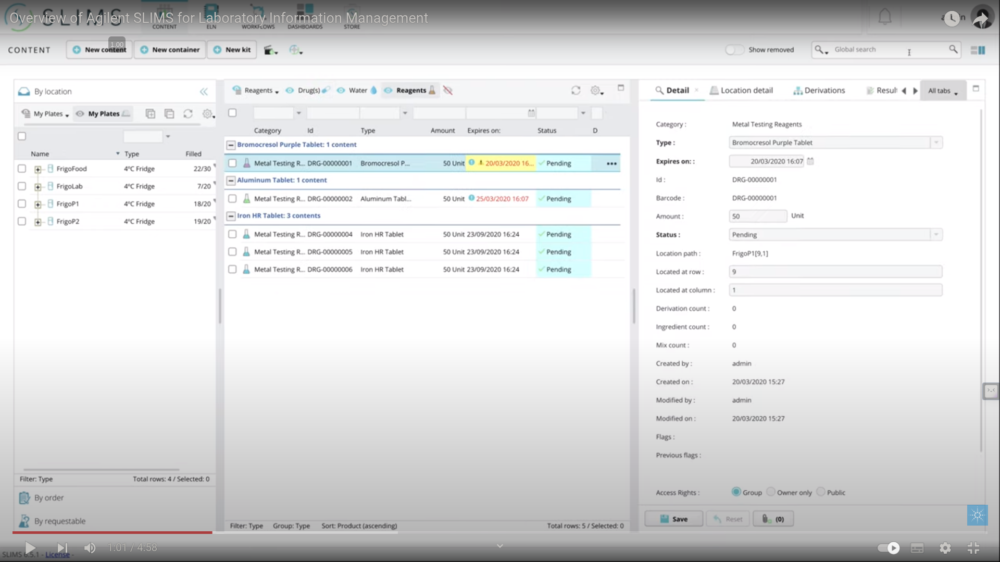 Overview of Agilent SLIMS for Laboratory Information Management
SLIMS
CONTENT
ELN
WORKFLOWS
DASHBOARDS
STORE
1.00
CONTENT
New content
New container
New kit
Show removed
Global search
By location
My Plates
My Plates
Name
Type
Filled
FrigoFood 4°C Fridge 22/30
FrigoLab 4°C Fridge 7/20
FrigoP1 4°C Fridge 18/20
FrigoP2 4°C Fridge 19/20
Filter: Type
Total rows: 4 / Selected: 0
By order
By requestable
Reagents
Drug(s)
Water
Reagents
Category Id Type Amount Expires on: Status D
Bromocresol Purple Tablet: 1 content
Metal Testing R... DRG-00000001 Bromocresol P... 50 Unit 20/03/2020 16... Pending
Aluminum Tablet: 1 content
Metal Testing R... DRG-00000002 Aluminum Tabl... 50 Unit 25/03/2020 16:07 Pending
Iron HR Tablet: 3 contents
Metal Testing R... DRG-00000004 Iron HR Tablet 50 Unit 23/09/2020 16:24 Pending
Metal Testing R... DRG-00000005 Iron HR Tablet 50 Unit 23/09/2020 16:24 Pending
Metal Testing R... DRG-00000006 Iron HR Tablet 50 Unit 23/09/2020 16:24 Pending
Filter: Type Group: Type Sort: Product (ascending)
Total rows: 5 / Selected: 0
Detail
Location detail
Derivations
Result
All tabs
Category : Metal Testing Reagents
Type : Bromocresol Purple Tablet
Expires on: : 20/03/2020 16:07
Id : DRG-00000001
Barcode : DRG-00000001
Amount : 50 Unit
Status : Pending
Location path : FrigoP1[9,1]
Located at row : 9
Located at column : 1
Derivation count : 0
Ingredient count : 0
Mix count : 0
Created by : admin
Created on : 20/03/2020 15:27
Modified by : admin
Modified on : 20/03/2020 15:27
Flags :
Previous flags :
Access Rights : Group Owner only Public
Save
Reset
(0)
1:01 / 4:58
SLIMS 6.5.1 - License -